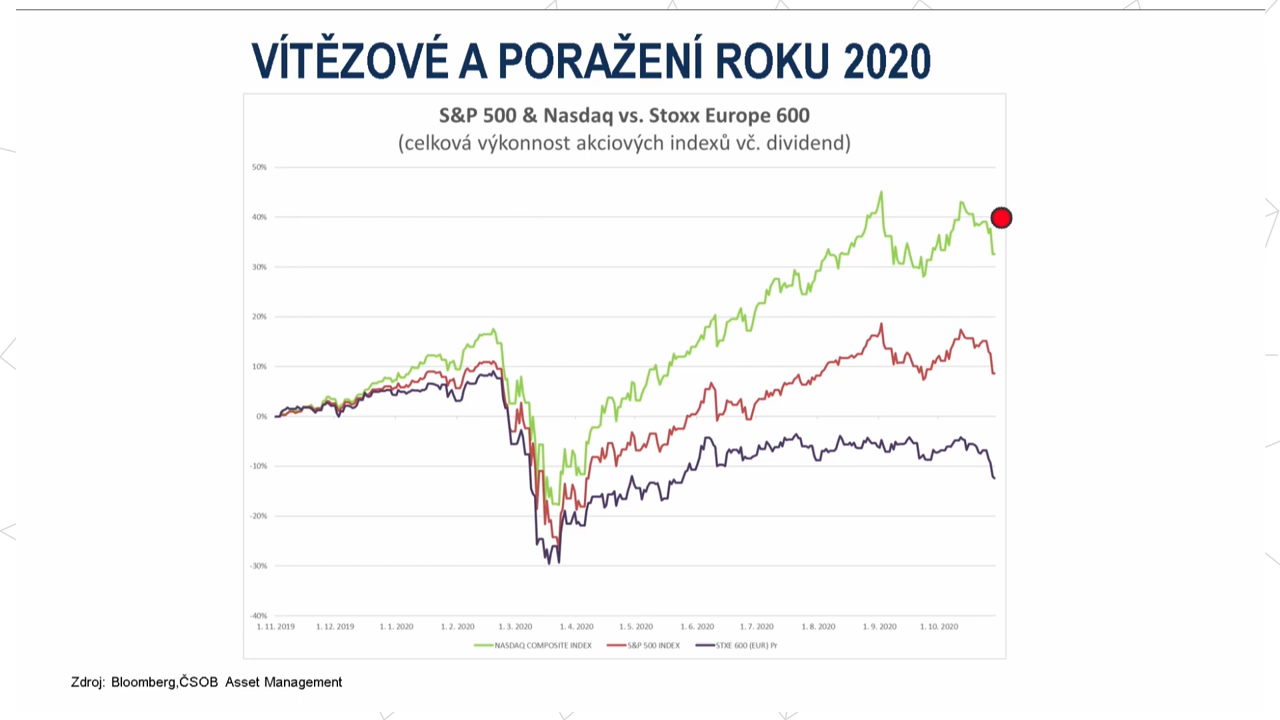 VÍTĚZOVÉ A PORAŽENÍ ROKU 2020
S&P 500 & Nasdaq vs. Stoxx Europe 600
(celková výkonnost akciových indexů vč. dividend)
50%
40%
30%
20%
10%
0%
-10%
-20%
-30%
-40%
1. 11. 2019 1. 12. 2019 1. 1. 2020 1. 2. 2020 1. 3. 2020 1. 4. 2020 1. 5. 2020 1. 6. 2020 1. 7. 2020 1. 8. 2020 1. 9. 2020 1. 10. 2020
NASDAQ COMPOSITE INDEX S&P 500 INDEX STXE 600 (EUR) Pr
Zdroj: Bloomberg,ČSOB Asset Management